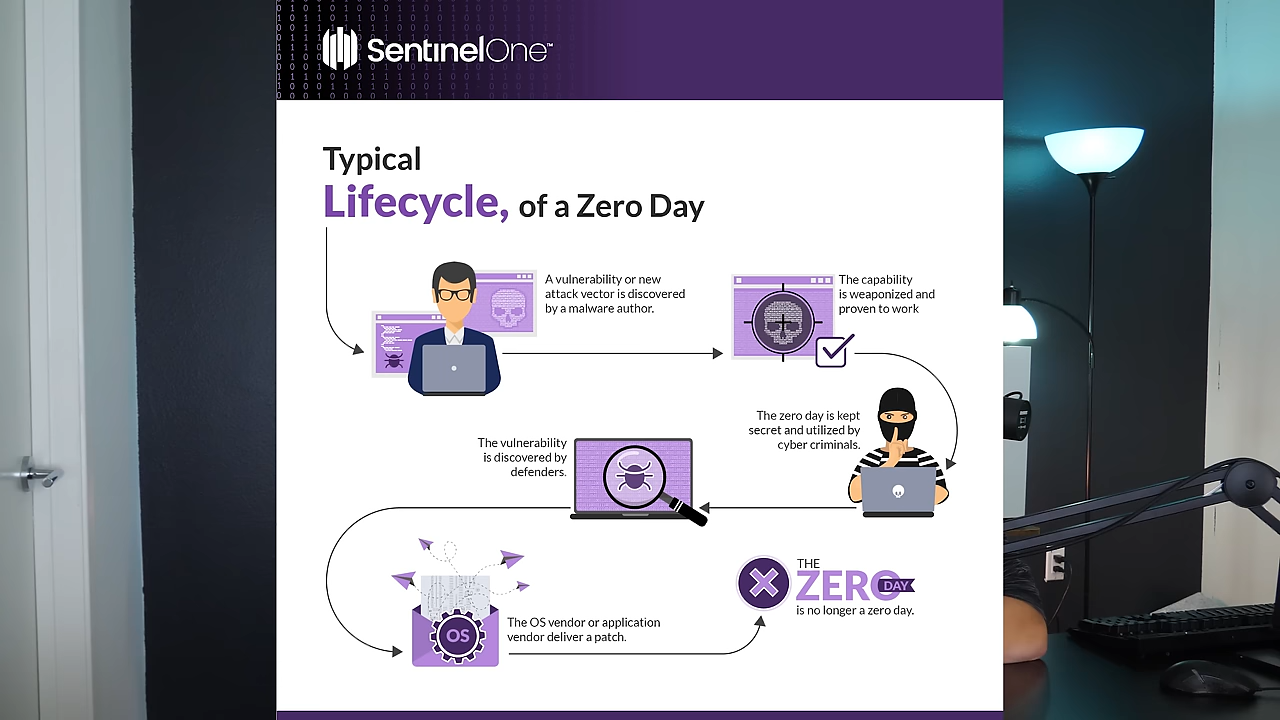 SentinelOne™
Typical
Lifecycle, of a Zero Day
A vulnerability or new
attack vector is discovered
by a malware author.
The capability
is weaponized and
proven to work
The zero day is kept
secret and utilized by
cyber criminals.
The vulnerability
is discovered by
defenders.
OS
The OS vendor or application
vendor deliver a patch.
THE
ZERO DAY
is no longer a zero day.